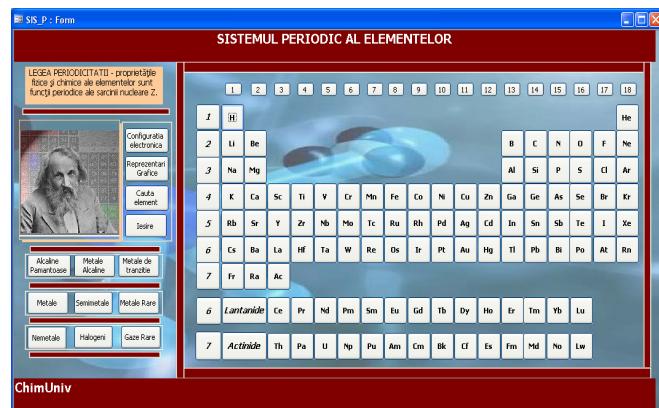 SIS_P : Form
SISTEMUL PERIODIC AL ELEMENTELOR
LEGEA PERIODICITATII - proprietăţile
fizice şi chimice ale elementelor sunt
funcţii periodice ale sarcinii nucleare Z.
Configuratia
electronica
Reprezentari
Grafice
Cauta
element
Iesire
Alcaline
Pamantoase
Metale
Alcaline
Metale de
tranzitie
Metale
Semimetale
Metale Rare
Nemetale
Halogeni
Gaze Rare
1 2 3 4 5 6 7 8 9 10 11 12 13 14 15 16 17 18
1 H He
2 Li Be B C N O F Ne
3 Na Mg Al Si P S Cl Ar
4 K Ca Sc Ti V Cr Mn Fe Co Ni Cu Zn Ga Ge As Se Br Kr
5 Rb Sr Y Zr Nb Mo Tc Ru Rh Pd Ag Cd In Sn Sb Te I Xe
6 Cs Ba La Hf Ta W Re Os Ir Pt Au Hg Tl Pb Bi Po At Rn
7 Fr Ra Ac
6 Lantanide Ce Pr Nd Pm Sm Eu Gd Tb Dy Ho Er Tm Yb Lu
7 Actinide Th Pa U Np Pu Am Cm Bk Cf Es Fm Md No Lw
ChimUniv